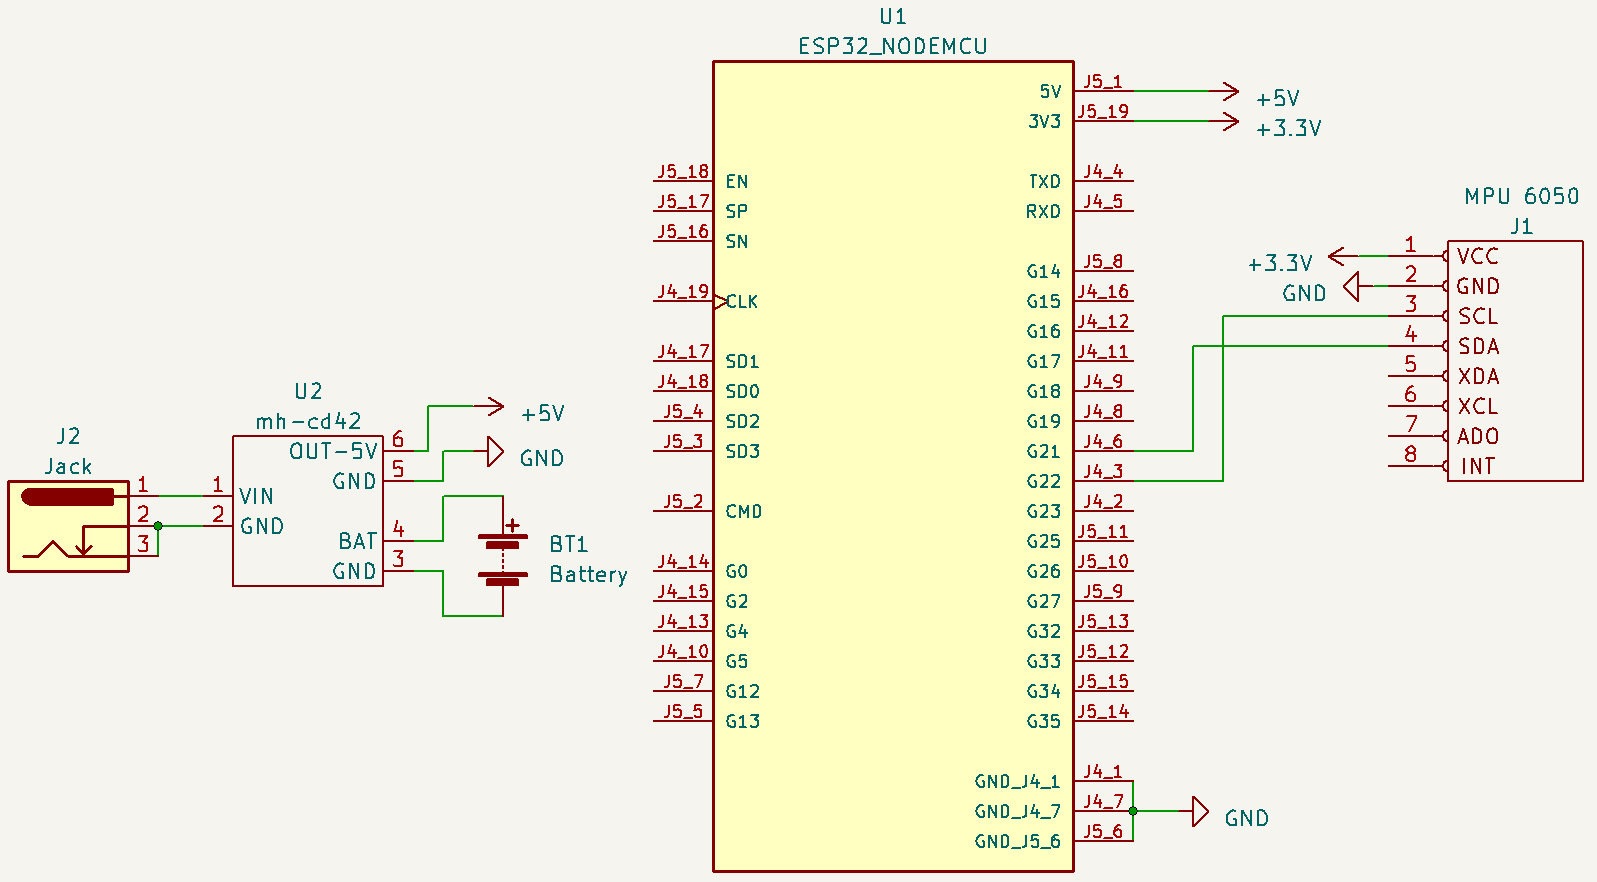 U1
ESP32_NODEMCU
J5_18 EN
J5_17 SP
J5_16 SN
J4_19 CLK
J4_17 SD1
J4_18 SD0
J5_4 SD2
J5_3 SD3
J5_2 CMD
J4_14 G0
J4_15 G2
J4_13 G4
J4_10 G5
J5_7 G12
J5_5 G13
5V J5_1 +5V
3V3 J5_19 +3.3V
TXD J4_4
RXD J4_5
G14 J5_8
G15 J4_16
G16 J4_12
G17 J4_11
G18 J4_9
G19 J4_8
G21 J4_6
G22 J4_3
G23 J4_2
G25 J5_11
G26 J5_10
G27 J5_9
G32 J5_13
G33 J5_12
G34 J5_15
G35 J5_14
GND_J4_1 J4_1
GND_J4_7 J4_7
GND_J5_6 J5_6
GND
MPU 6050
J1
+3.3V 1 VCC
GND 2 GND
3 SCL
4 SDA
5 XDA
6 XCL
7 ADO
8 INT
J2
Jack
1
2
3
U2
mh-cd42
1 VIN
2 GND
OUT-5V 6 +5V
GND 5 GND
BAT 4
GND 3
+
BT1
Battery